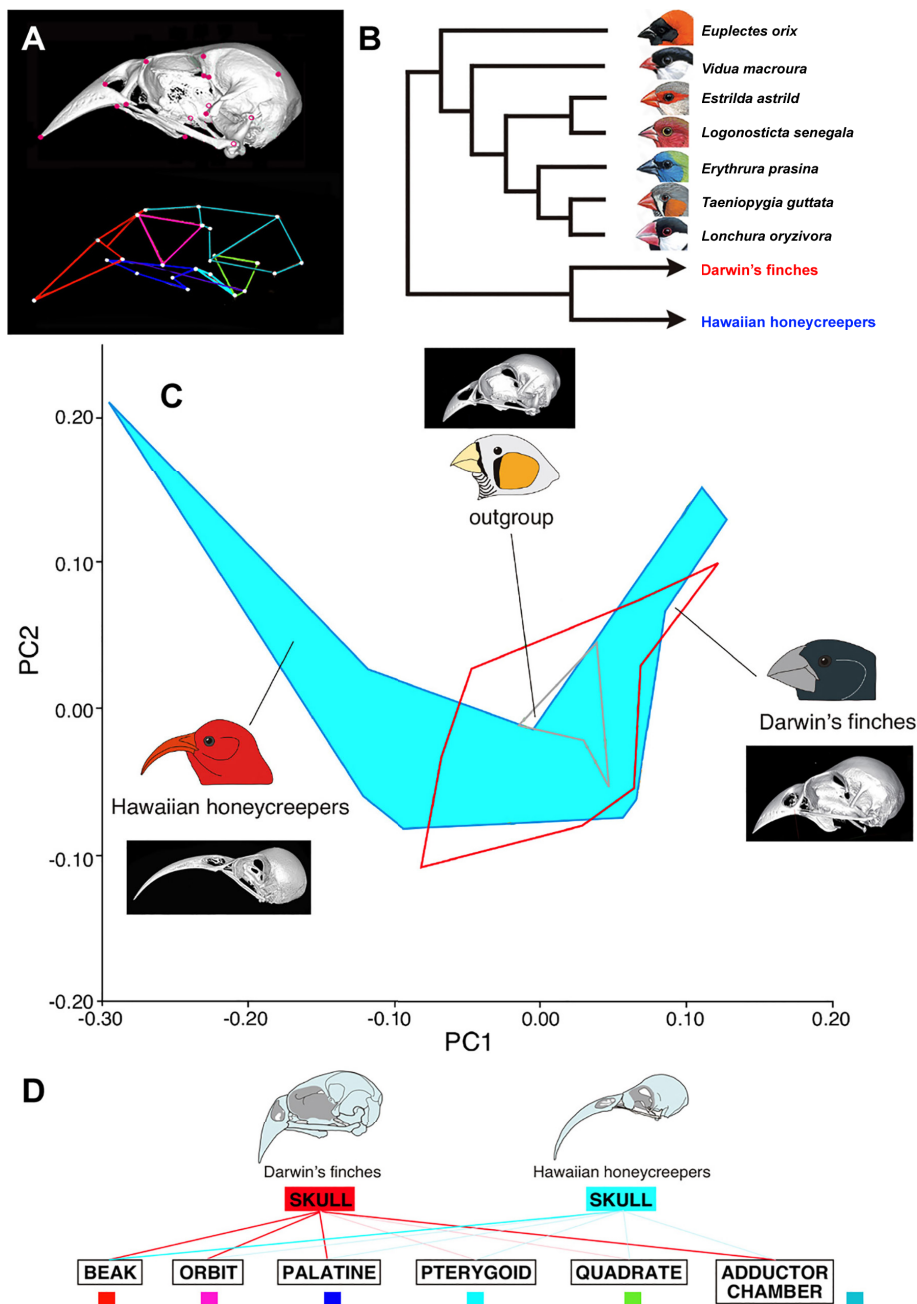 A
B
Euplectes orix
Vidua macroura
Estrilda astrild
Logonosticta senegala
Erythrura prasina
Taeniopygia guttata
Lonchura oryzivora
Darwin's finches
Hawaiian honeycreepers
C
0.20
0.10
0.00
-0.10
-0.20
PC2
outgroup
Hawaiian honeycreepers
Darwin's finches
-0.30
-0.20
-0.10
0.00
0.10
0.20
PC1
D
Darwin's finches
Hawaiian honeycreepers
SKULL
SKULL
BEAK
ORBIT
PALATINE
PTERYGOID
QUADRATE
ADDUCTOR
CHAMBER